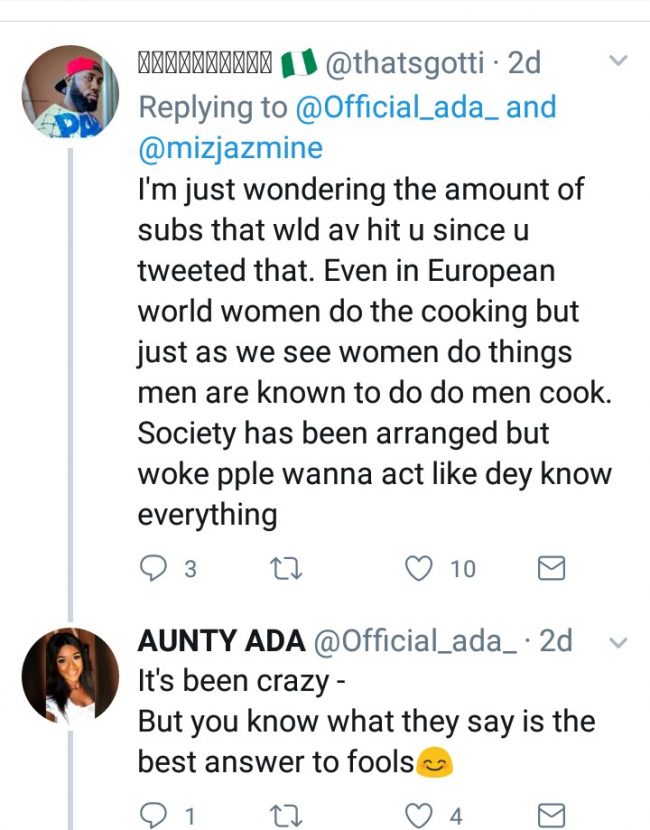 @thatsgotti · 2d
Replying to @Official_ada_ and
@mizjazmine
I'm just wondering the amount of
subs that wld av hit u since u
tweeted that. Even in European
world women do the cooking but
just as we see women do things
men are known to do do men cook.
Society has been arranged but
woke pple wanna act like dey know
everything
3 10
AUNTY ADA @Official_ada_ · 2d
It's been crazy -
But you know what they say is the
best answer to fools😊
1 4